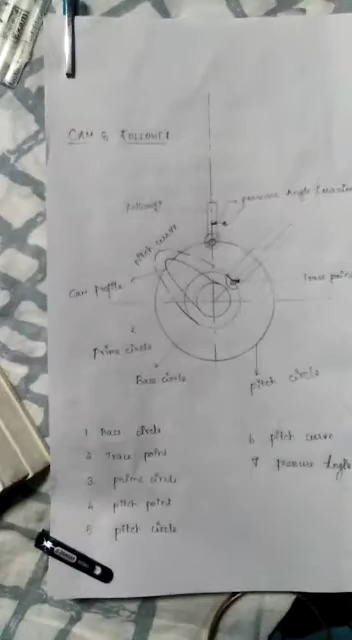 CAM & FOLLOWER
Follower
pressure Angle
pitch curve
Cam profile
Trace point
Prime circle
Base circle
pitch circle
1 Base circle
2 Trace point
3 prime circle
4 pitch point
5 pitch circle
6 pitch curve
7 pressure Angle